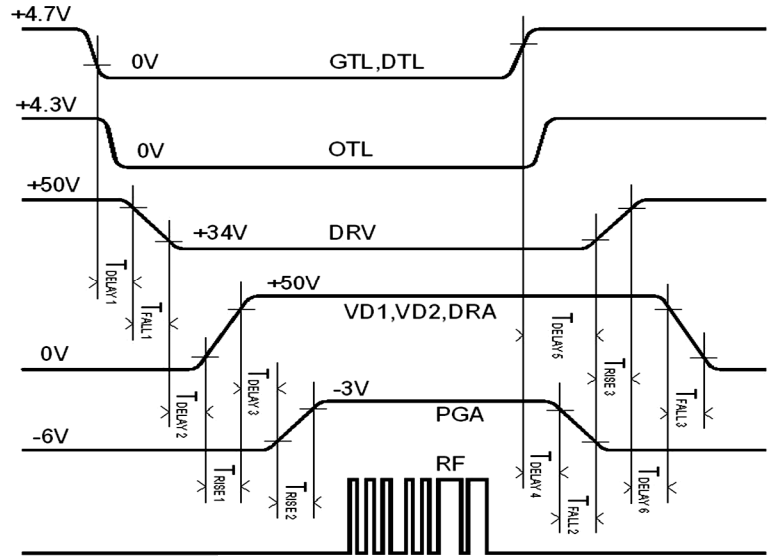 +4.7V
0V
GTL,DTL
+4.3V
0V
OTL
+50V
+34V
DRV
TDELAY1
TFALL1
+50V
VD1,VD2,DRA
0V
TDELAY2
TDELAY3
TDELAY5
TRISE3
TFALL3
-3V
PGA
-6V
RF
TRISE1
TRISE2
TDELAY4
TFALL2
TDELAY6